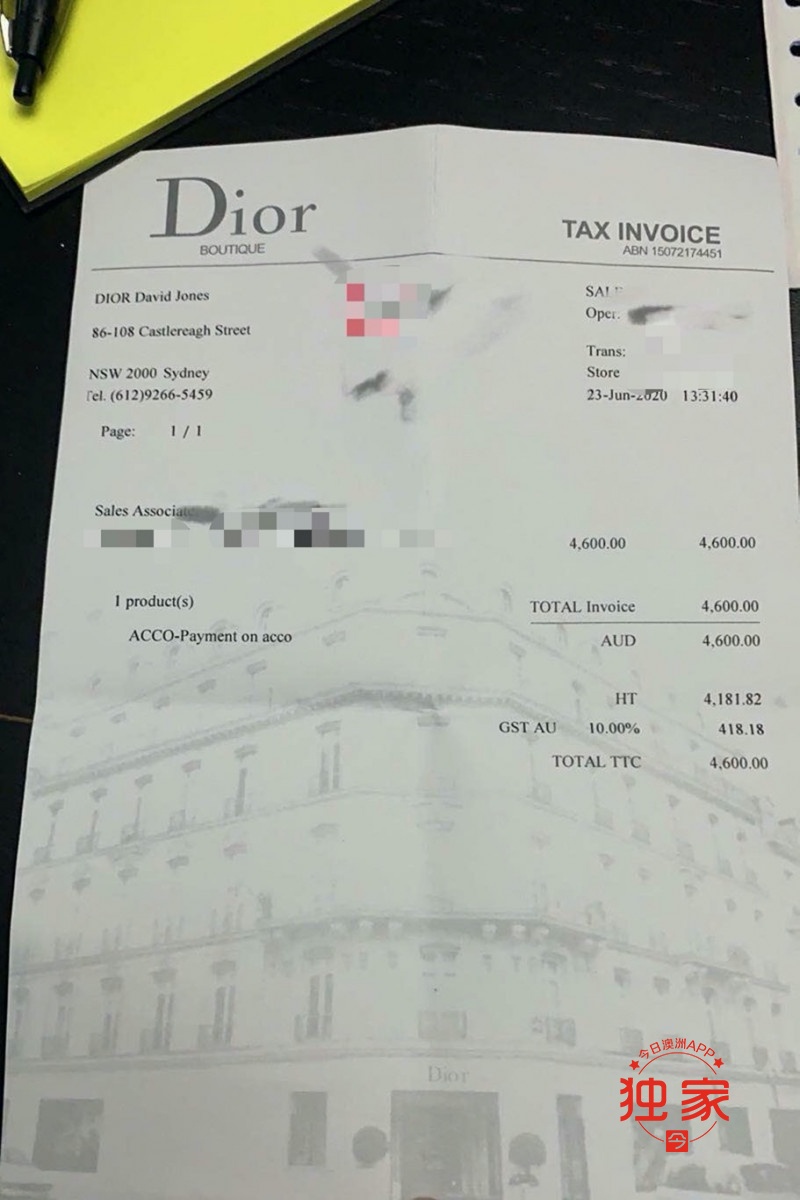 Dior
BOUTIQUE
TAX INVOICE
ABN 15072174451
DIOR David Jones
86-108 Castlereagh Street
NSW 2000 Sydney
Tel. (612)9266-5459
Page: 1 / 1
Oper.
Trans:
Store
23-Jun-2020 13:31:40
Sales Associate
4,600.00 4,600.00
1 product(s)
TOTAL Invoice 4,600.00
ACCO-Payment on acco
AUD 4,600.00
HT 4,181.82
GST AU 10.00% 418.18
TOTAL TTC 4,600.00
Dior
今日澳洲APP
独家
今